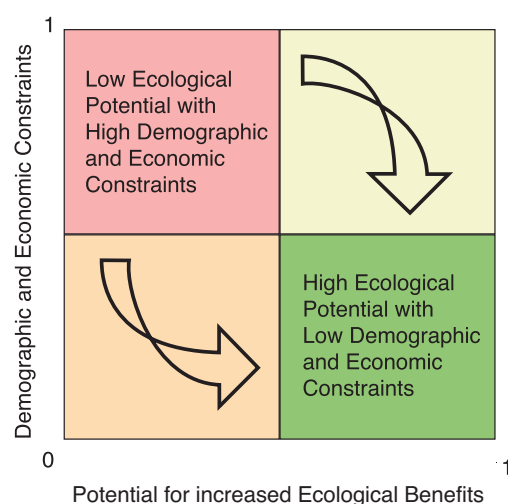 1
Demographic and Economic Constraints
Low Ecological
Potential with
High Demographic
and Economic
Constraints
High Ecological
Potential with
Low Demographic
and Economic
Constraints
0
1
Potential for increased Ecological Benefits